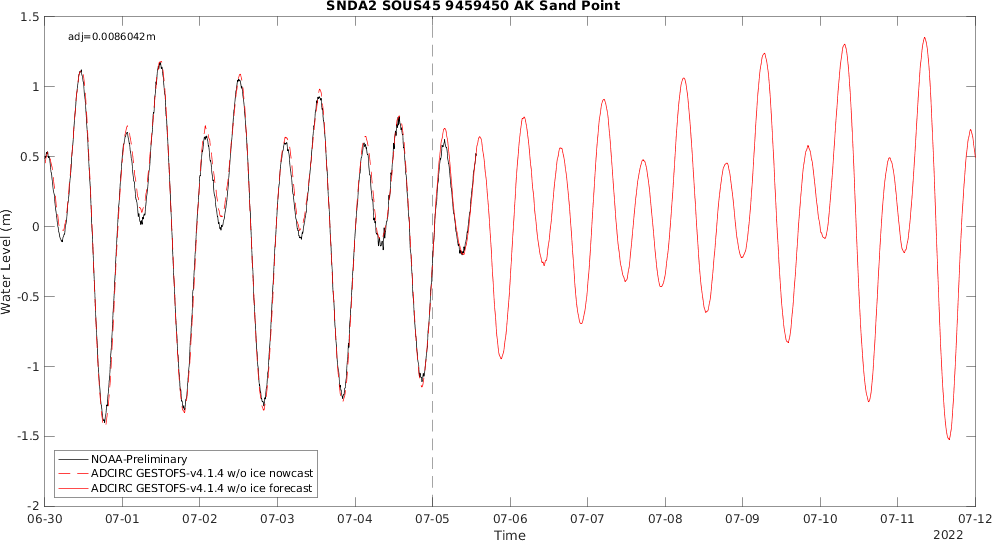 SNDA2 SOUS45 9459450 AK Sand Point
adj=0.0086042m
1.5
1
0.5
0
-0.5
-1
-1.5
-2
Water Level (m)
NOAA-Preliminary
ADCIRC GESTOFS-v4.1.4 w/o ice nowcast
ADCIRC GESTOFS-v4.1.4 w/o ice forecast
06-30 07-01 07-02 07-03 07-04 07-05 07-06 07-07 07-08 07-09 07-10 07-11 07-12
Time
2022